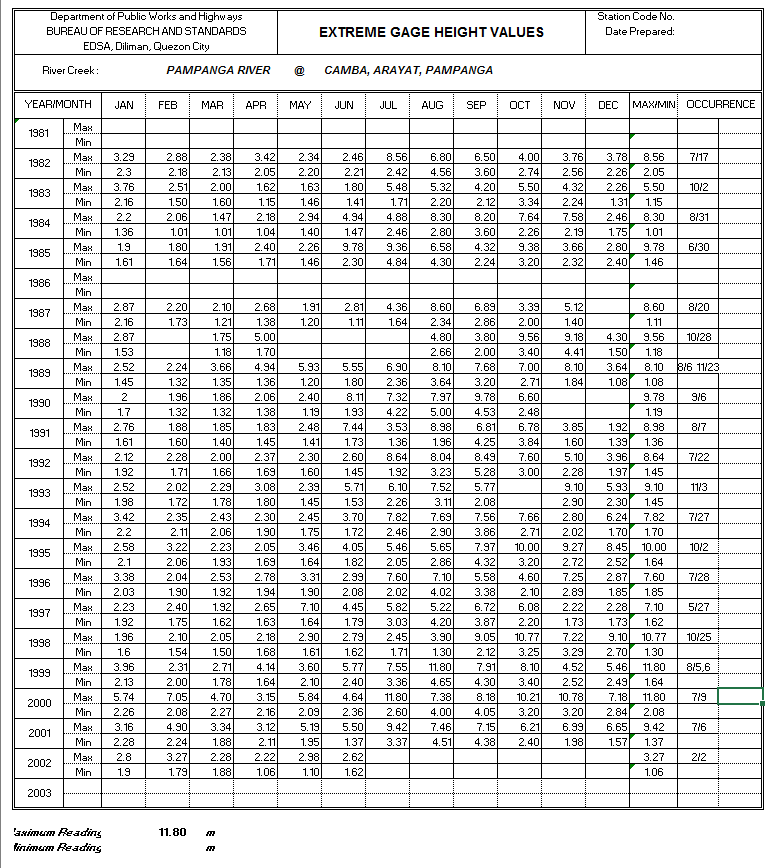 Department of Public Works and Highways
BUREAU OF RESEARCH AND STANDARDS
EDSA, Diliman, Quezon City
EXTREME GAGE HEIGHT VALUES
Station Code No.
Date Prepared:
River Creek : PAMPANGA RIVER @ CAMBA, ARAYAT, PAMPANGA
YEAR/MONTH JAN FEB MAR APR MAY JUN JUL AUG SEP OCT NOV DEC MAX/MIN OCCURRENCE
1981 Max
Min
1982 Max 3.29 2.88 2.38 3.42 2.34 2.46 8.56 6.80 6.50 4.00 3.76 3.78 8.56 7/17
Min 2.3 2.18 2.13 2.05 2.20 2.21 2.42 4.56 3.60 2.74 2.56 2.26 2.05
1983 Max 3.76 2.51 2.00 1.62 1.63 1.80 5.48 5.32 4.20 5.50 4.32 2.26 5.50 10/2
Min 2.16 1.50 1.60 1.15 1.46 1.41 1.71 2.20 2.12 3.34 2.24 1.31 1.15
1984 Max 2.2 2.06 1.47 2.18 2.94 4.94 4.88 8.30 8.20 7.64 7.58 2.46 8.30 8/31
Min 1.36 1.01 1.01 1.04 1.40 1.47 2.46 2.80 3.60 2.26 2.19 1.75 1.01
1985 Max 1.9 1.80 1.91 2.40 2.26 9.78 9.36 6.58 4.32 9.38 3.66 2.80 9.78 6/30
Min 1.61 1.64 1.56 1.71 1.46 2.30 4.84 4.30 2.24 3.20 2.32 2.40 1.46
1986 Max
Min
1987 Max 2.87 2.20 2.10 2.68 1.91 2.81 4.36 8.60 6.89 3.39 5.12 8.60 8/20
Min 2.16 1.73 1.21 1.38 1.20 1.11 1.64 2.34 2.86 2.00 1.40 1.11
1988 Max 2.87 1.75 5.00 4.80 3.80 9.56 9.18 4.30 9.56 10/28
Min 1.53 1.18 1.70 2.66 2.00 3.40 4.41 1.50 1.18
1989 Max 2.52 2.24 3.66 4.94 5.93 5.55 6.90 8.10 7.68 7.00 8.10 3.64 8.10 8/6 11/23
Min 1.45 1.32 1.35 1.36 1.20 1.80 2.36 3.64 3.20 2.71 1.84 1.08 1.08
1990 Max 2 1.96 1.86 2.06 2.40 8.11 7.32 7.97 9.78 6.60 9.78 9/6
Min 1.7 1.32 1.32 1.38 1.19 1.93 4.22 5.00 4.53 2.48 1.19
1991 Max 2.76 1.88 1.85 1.83 2.48 7.44 3.53 8.98 6.81 6.78 3.85 1.92 8.98 8/7
Min 1.61 1.60 1.40 1.45 1.41 1.73 1.36 1.96 4.25 3.84 1.60 1.39 1.36
1992 Max 2.12 2.28 2.00 2.37 2.30 2.60 8.64 8.04 8.49 7.60 5.10 3.96 8.64 7/22
Min 1.92 1.71 1.66 1.69 1.60 1.45 1.92 3.23 5.28 3.00 2.28 1.97 1.45
1993 Max 2.52 2.02 2.29 3.08 2.39 5.71 6.10 7.52 5.77 9.10 5.93 9.10 11/3
Min 1.98 1.72 1.78 1.80 1.45 1.53 2.26 3.11 2.08 2.90 2.30 1.45
1994 Max 3.42 2.35 2.43 2.30 2.45 3.70 7.82 7.69 7.56 7.66 2.80 6.24 7.82 7/27
Min 2.2 2.11 2.06 1.90 1.75 1.72 2.46 2.90 3.86 2.71 2.02 1.70 1.70
1995 Max 2.58 3.22 2.23 2.05 3.46 4.05 5.46 5.65 7.97 10.00 9.27 8.45 10.00 10/2
Min 2.1 2.06 1.93 1.69 1.64 1.82 2.05 2.86 4.32 3.20 2.72 2.52 1.64
1996 Max 3.38 2.04 2.53 2.78 3.31 2.99 7.60 7.10 5.58 4.60 7.25 2.87 7.60 7/28
Min 2.03 1.90 1.92 1.94 1.90 2.08 2.02 4.02 3.38 2.10 2.89 1.85 1.85
1997 Max 2.23 2.40 1.92 2.65 7.10 4.45 5.82 5.22 6.72 6.08 2.22 2.28 7.10 5/27
Min 1.92 1.75 1.62 1.63 1.64 1.79 3.03 4.20 3.87 2.20 1.73 1.73 1.62
1998 Max 1.96 2.10 2.05 2.18 2.90 2.79 2.45 3.90 9.05 10.77 7.22 9.10 10.77 10/25
Min 1.6 1.54 1.50 1.68 1.61 1.62 1.71 1.30 2.12 3.25 3.29 2.70 1.30
1999 Max 3.96 2.31 2.71 4.14 3.60 5.77 7.55 11.80 7.91 8.10 4.52 5.46 11.80 8/5,6
Min 2.13 2.00 1.78 1.64 2.10 2.40 3.36 4.65 4.30 3.40 2.52 2.49 1.64
2000 Max 5.74 7.05 4.70 3.15 5.84 4.64 11.80 7.38 8.18 10.21 10.78 7.18 11.80 7/9
Min 2.26 2.08 2.27 2.16 2.09 2.36 2.60 4.00 4.05 3.20 3.20 2.84 2.08
2001 Max 3.16 4.90 3.34 3.12 5.19 5.50 9.42 7.46 7.15 6.21 6.99 6.65 9.42 7/6
Min 2.28 2.24 1.88 2.11 1.95 1.37 3.37 4.51 4.38 2.40 1.98 1.57 1.37
2002 Max 2.8 3.27 2.28 2.22 2.98 2.62 3.27 2/2
Min 1.9 1.79 1.88 1.06 1.10 1.62 1.06
2003
aximum Reading 11.80 m
inimum Reading m